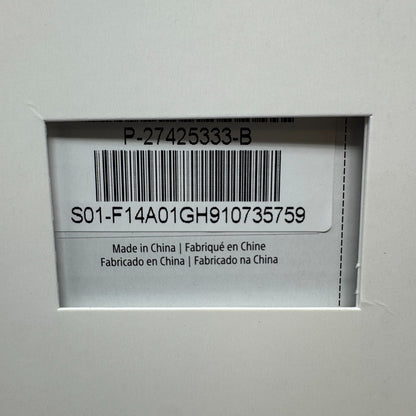 P-27425333-B
S01-F14A01GH910735759
Made in China | Fabriqué en Chine
Fabricado en China | Fabricado na China